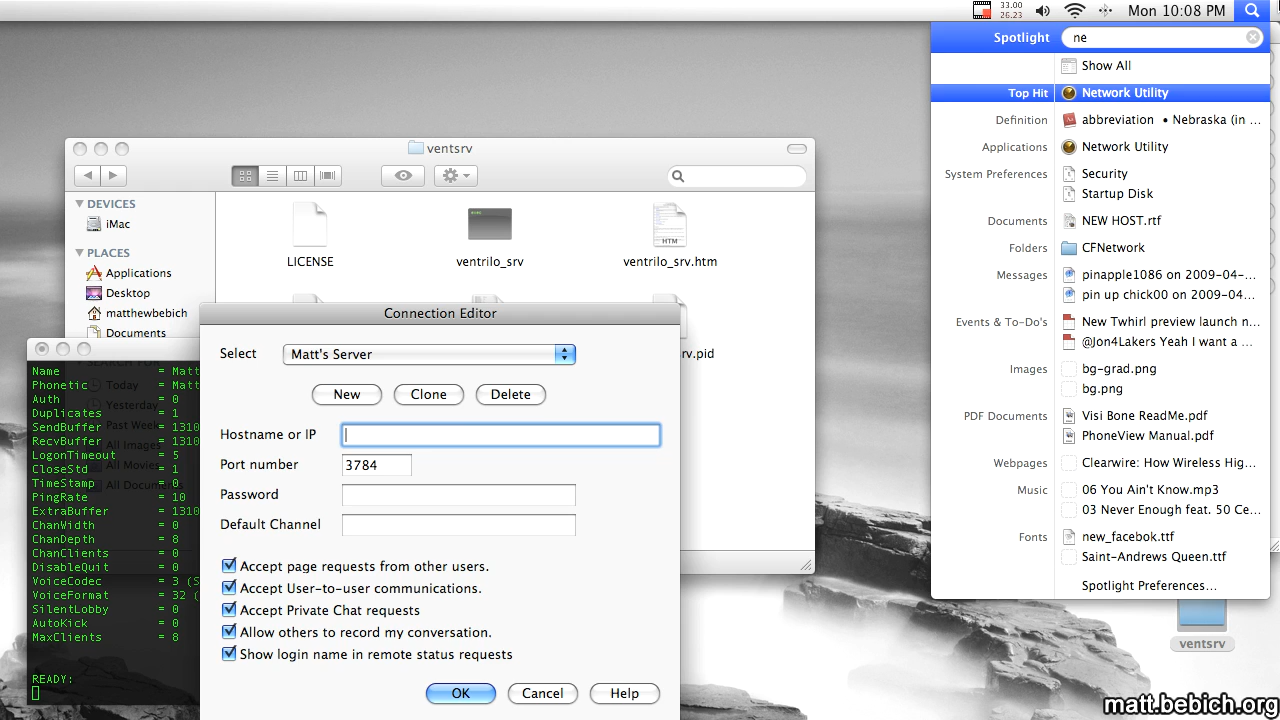 33.00
26.23
Mon 10:08 PM
Spotlight
ne
Show All
Top Hit
Network Utility
Definition
abbreviation • Nebraska (in ...
Applications
Network Utility
System Preferences
Security
Startup Disk
Documents
NEW HOST.rtf
Folders
CFNetwork
Messages
pinapple1086 on 2009-04-...
pin up chick00 on 2009-04...
Events & To-Do's
New Twhirl preview launch n...
@Jon4Lakers Yeah I want a ...
Images
bg-grad.png
bg.png
PDF Documents
Visi Bone ReadMe.pdf
PhoneView Manual.pdf
Webpages
Clearwire: How Wireless Hig...
Music
06 You Ain't Know.mp3
03 Never Enough feat. 50 Ce...
Fonts
new_facebok.ttf
Saint-Andrews Queen.ttf
Spotlight Preferences...
ventsrv
DEVICES
iMac
PLACES
Applications
Desktop
matthewbebich
Documents
SEARCH FOR
Today
Yesterday
Past Week
All Images
All Movies
All Documents
LICENSE
ventrilo_srv
HTM
ventrilo_srv.htm
rv.pid
Name = Matt
Phonetic = Matt
Auth = 0
Duplicates = 1
SendBuffer = 1310
RecvBuffer = 1310
LogonTimeout = 5
CloseStd = 1
TimeStamp = 0
PingRate = 10
ExtraBuffer = 1310
ChanWidth = 0
ChanDepth = 8
ChanClients = 0
DisableQuit = 0
VoiceCodec = 3 (S
VoiceFormat = 32 (
SilentLobby = 0
AutoKick = 0
MaxClients = 8
READY:
Connection Editor
Select Matt's Server
New Clone Delete
Hostname or IP
Port number 3784
Password
Default Channel
Accept page requests from other users.
Accept User-to-user communications.
Accept Private Chat requests
Allow others to record my conversation.
Show login name in remote status requests
OK Cancel Help
ventsrv
matt.bebich.org